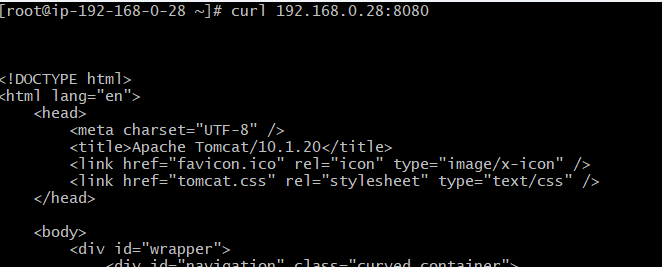 [root@ip-192-168-0-28 ~]# curl 192.168.0.28:8080
<!DOCTYPE html>
<html lang="en">
    <head>
        <meta charset="UTF-8" />
        <title>Apache Tomcat/10.1.20</title>
        <link href="favicon.ico" rel="icon" type="image/x-icon" />
        <link href="tomcat.css" rel="stylesheet" type="text/css" />
    </head>
    <body>
        <div id="wrapper">
            <div id="navigation" class="curved container">